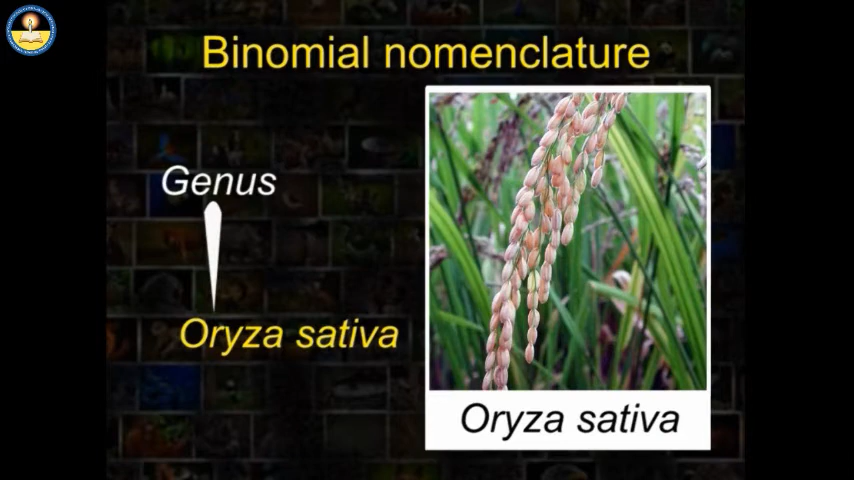 Binomial nomenclature
Genus
Oryza sativa
Oryza sativa